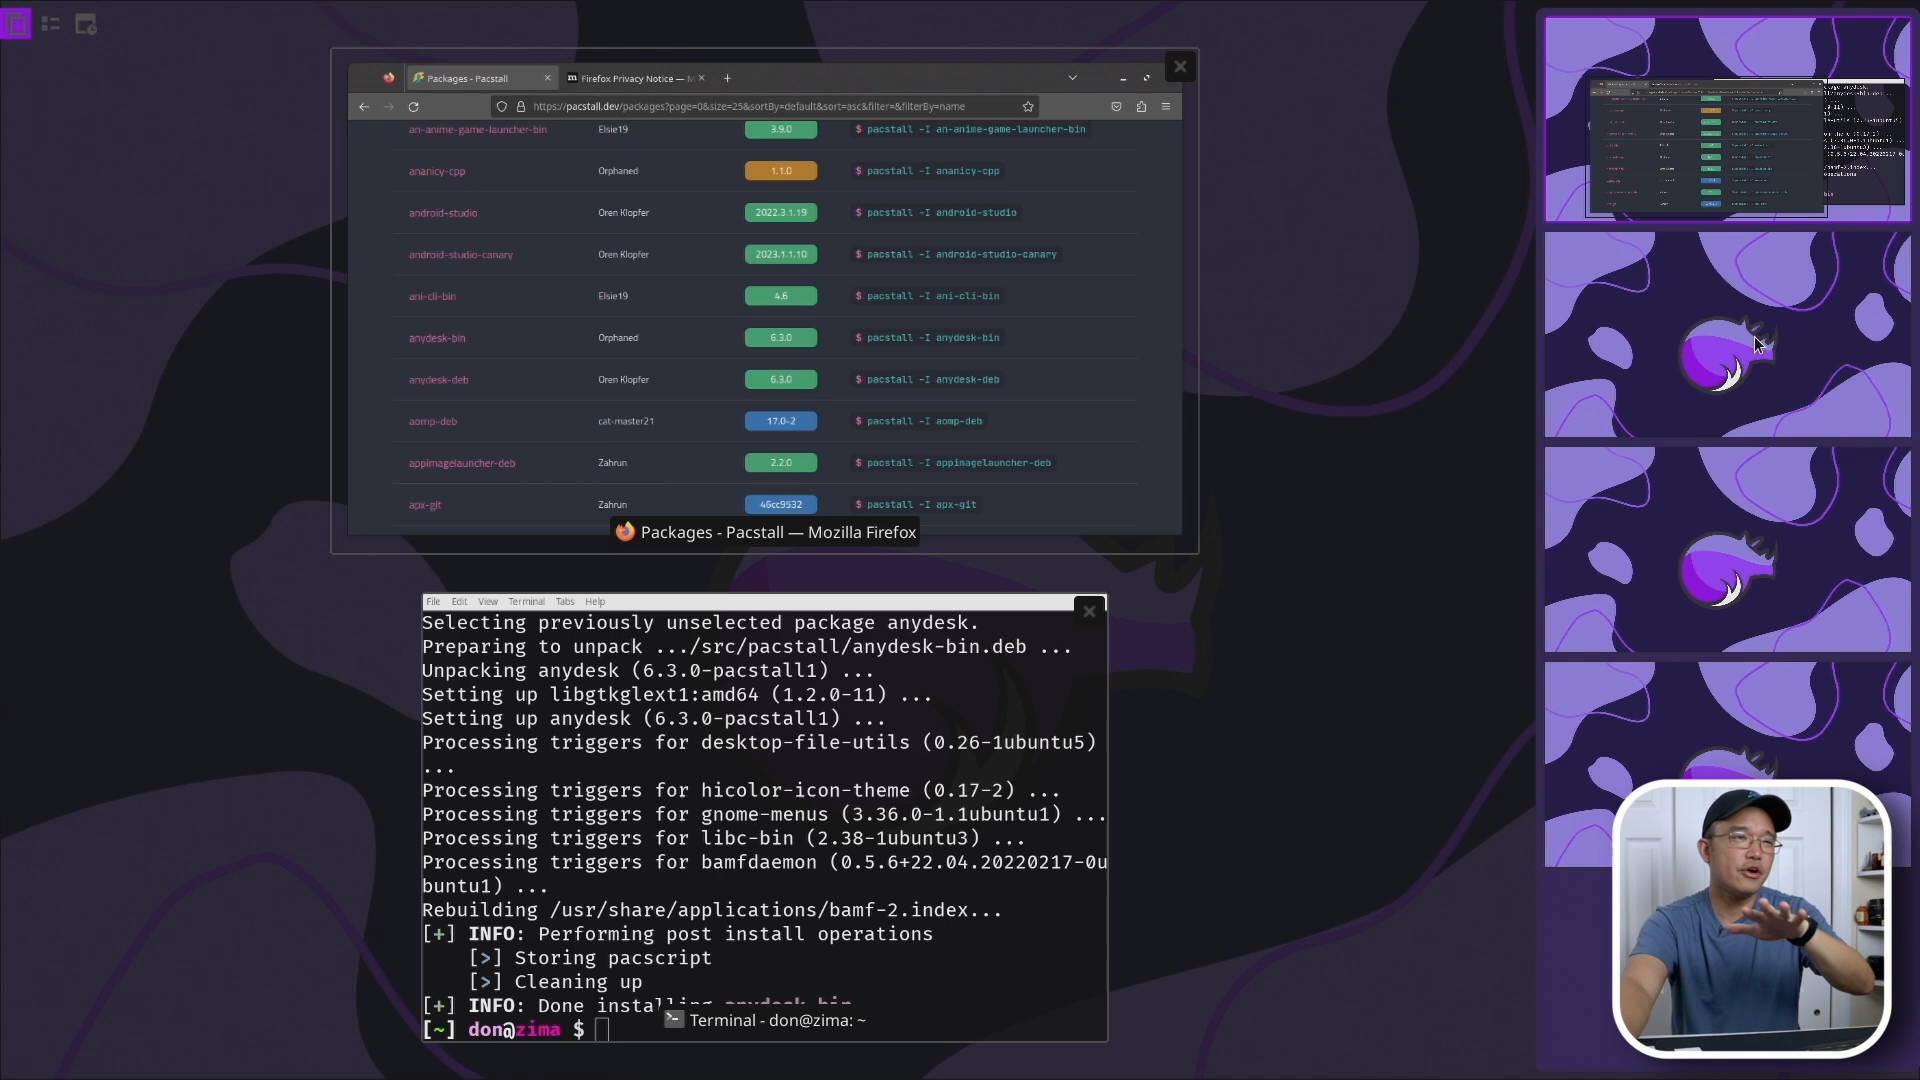 Packages - Pacstall
Firefox Privacy Notice — M
https://pacstall.dev/packages?page=0&size=25&sortBy=default&sort=asc&filter=&filterBy=name
an-anime-game-launcher-bin Elsie19 3.9.0 $ pacstall -I an-anime-game-launcher-bin
ananicy-cpp Orphaned 1.1.0 $ pacstall -I ananicy-cpp
android-studio Oren Klopfer 2022.3.1.19 $ pacstall -I android-studio
android-studio-canary Oren Klopfer 2023.1.1.10 $ pacstall -I android-studio-canary
ani-cli-bin Elsie19 4.6 $ pacstall -I ani-cli-bin
anydesk-bin Orphaned 6.3.0 $ pacstall -I anydesk-bin
anydesk-deb Oren Klopfer 6.3.0 $ pacstall -I anydesk-deb
aomp-deb cat-master21 17.0-2 $ pacstall -I aomp-deb
appimagelauncher-deb Zahrun 2.2.0 $ pacstall -I appimagelauncher-deb
apx-git Zahrun 46cc9532 $ pacstall -I apx-git
Packages - Pacstall — Mozilla Firefox
File Edit View Terminal Tabs Help
Selecting previously unselected package anydesk.
Preparing to unpack .../src/pacstall/anydesk-bin.deb ...
Unpacking anydesk (6.3.0-pacstall1) ...
Setting up libgtkglext1:amd64 (1.2.0-11) ...
Setting up anydesk (6.3.0-pacstall1) ...
Processing triggers for desktop-file-utils (0.26-1ubuntu5)
...
Processing triggers for hicolor-icon-theme (0.17-2) ...
Processing triggers for gnome-menus (3.36.0-1.1ubuntu1) ...
Processing triggers for libc-bin (2.38-1ubuntu3) ...
Processing triggers for bamfdaemon (0.5.6+22.04.20220217-0u
buntu1) ...
Rebuilding /usr/share/applications/bamf-2.index...
[+] INFO: Performing post install operations
[>] Storing pacscript
[>] Cleaning up
[+] INFO: Done installing anydesk-bin
[~] don@zima $
Terminal - don@zima: ~